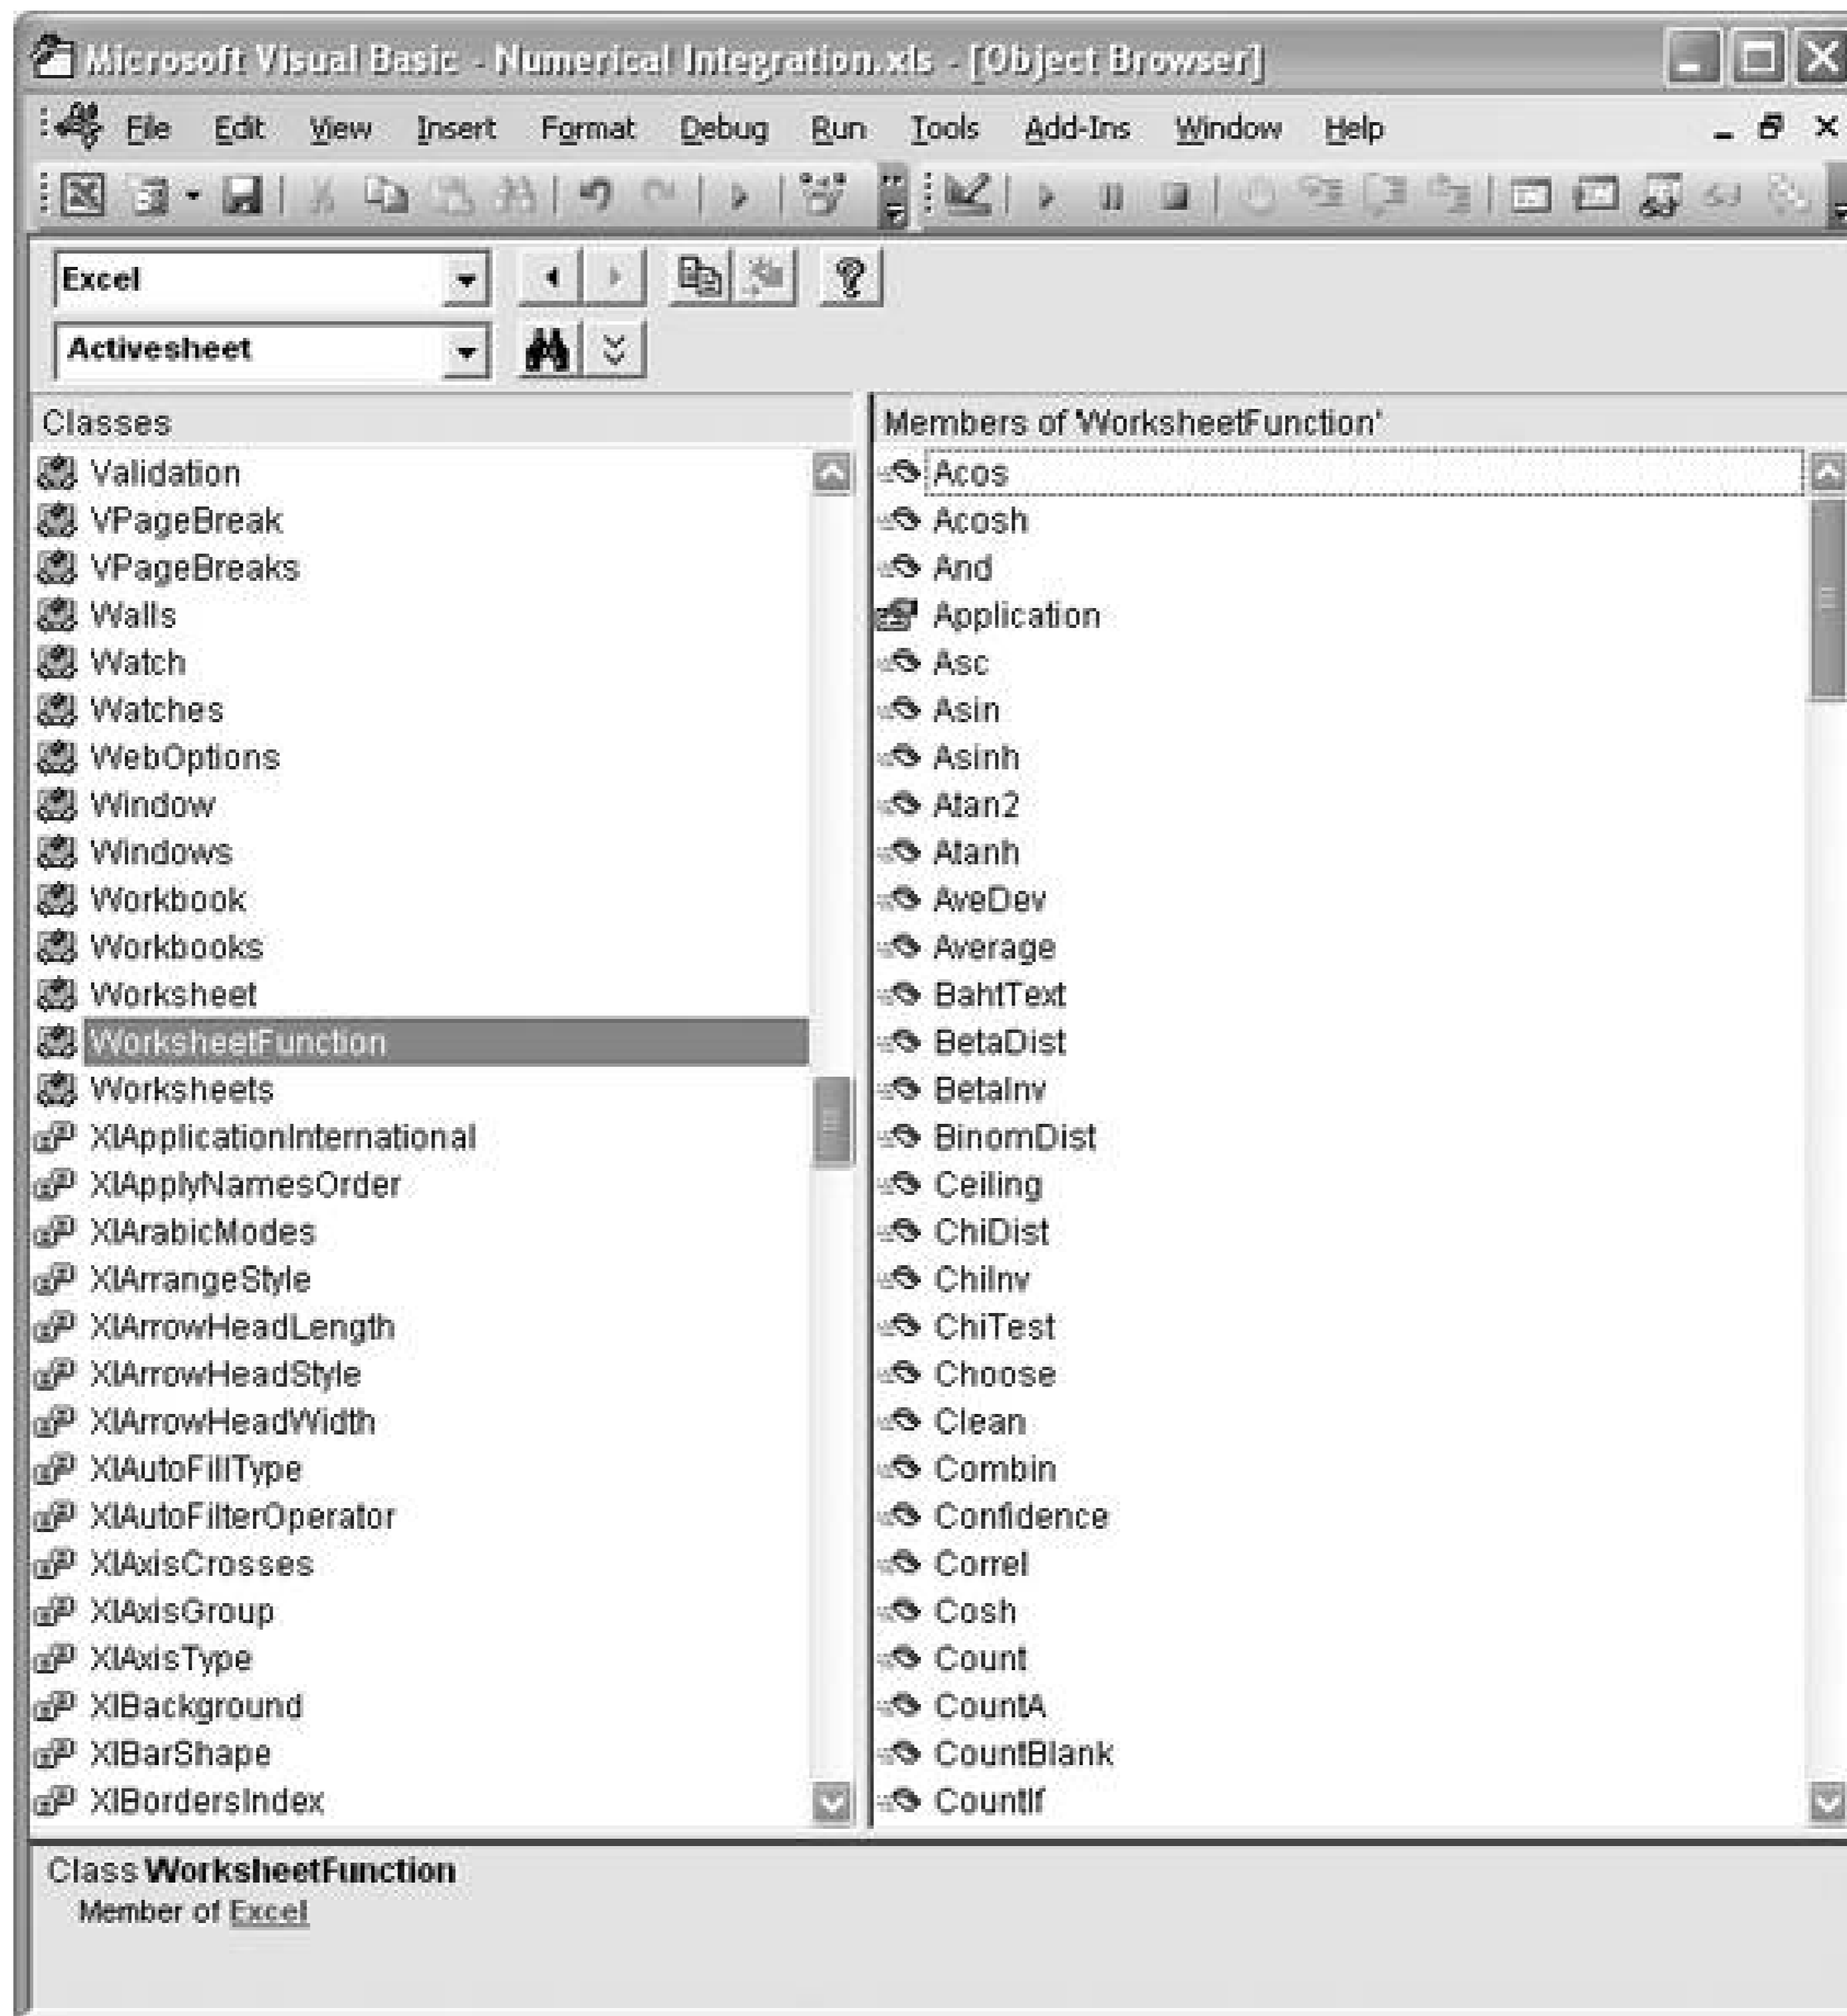 Microsoft Visual Basic - Numerical Integration.xls - [Object Browser]
File Edit View Insert Format Debug Run Tools Add-Ins Window Help
Excel
Activesheet
Classes
Validation
VPageBreak
VPageBreaks
Walls
Watch
Watches
WebOptions
Window
Windows
Workbook
Workbooks
Worksheet
WorksheetFunction
Worksheets
XlApplicationInternational
XlApplyNamesOrder
XlArabicModes
XlArrangeStyle
XlArrowHeadLength
XlArrowHeadStyle
XlArrowHeadWidth
XlAutoFillType
XlAutoFilterOperator
XlAxisCrosses
XlAxisGroup
XlAxisType
XlBackground
XlBarShape
XlBordersIndex
Members of 'WorksheetFunction'
Acos
Acosh
And
Application
Asc
Asin
Asinh
Atan2
Atanh
AveDev
Average
BahtText
BetaDist
BetaInv
BinomDist
Ceiling
ChiDist
ChiInv
ChiTest
Choose
Clean
Combin
Confidence
Correl
Cosh
Count
CountA
CountBlank
CountIf
Class WorksheetFunction
Member of Excel